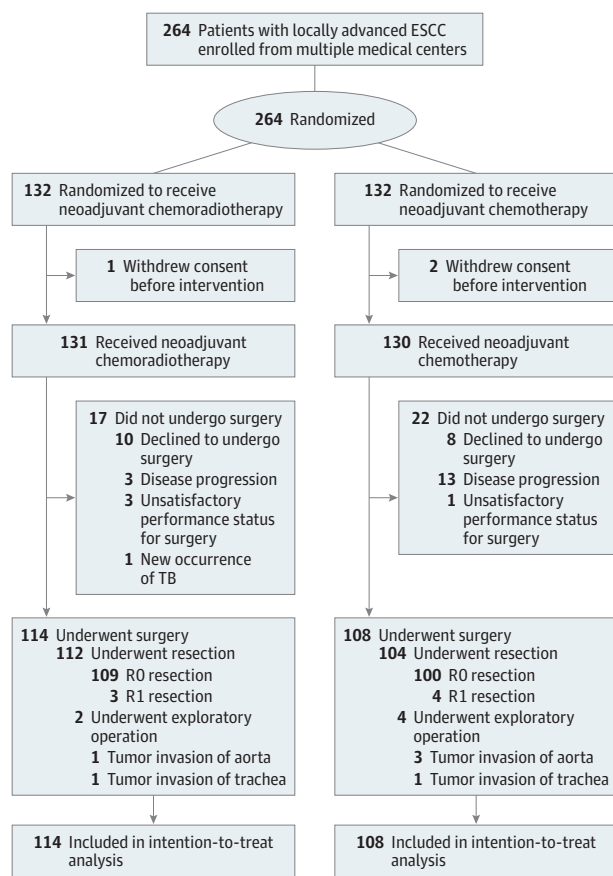 264 Patients with locally advanced ESCC
enrolled from multiple medical centers
264 Randomized
132 Randomized to receive
neoadjuvant chemoradiotherapy
1 Withdrew consent
before intervention
131 Received neoadjuvant
chemoradiotherapy
17 Did not undergo surgery
10 Declined to undergo
surgery
3 Disease progression
3 Unsatisfactory
performance status
for surgery
1 New occurrence
of TB
114 Underwent surgery
112 Underwent resection
109 R0 resection
3 R1 resection
2 Underwent exploratory
operation
1 Tumor invasion of aorta
1 Tumor invasion of trachea
114 Included in intention-to-treat
analysis
132 Randomized to receive
neoadjuvant chemotherapy
2 Withdrew consent
before intervention
130 Received neoadjuvant
chemotherapy
22 Did not undergo surgery
8 Declined to undergo
surgery
13 Disease progression
1 Unsatisfactory
performance status
for surgery
108 Underwent surgery
104 Underwent resection
100 R0 resection
4 R1 resection
4 Underwent exploratory
operation
3 Tumor invasion of aorta
1 Tumor invasion of trachea
108 Included in intention-to-treat
analysis